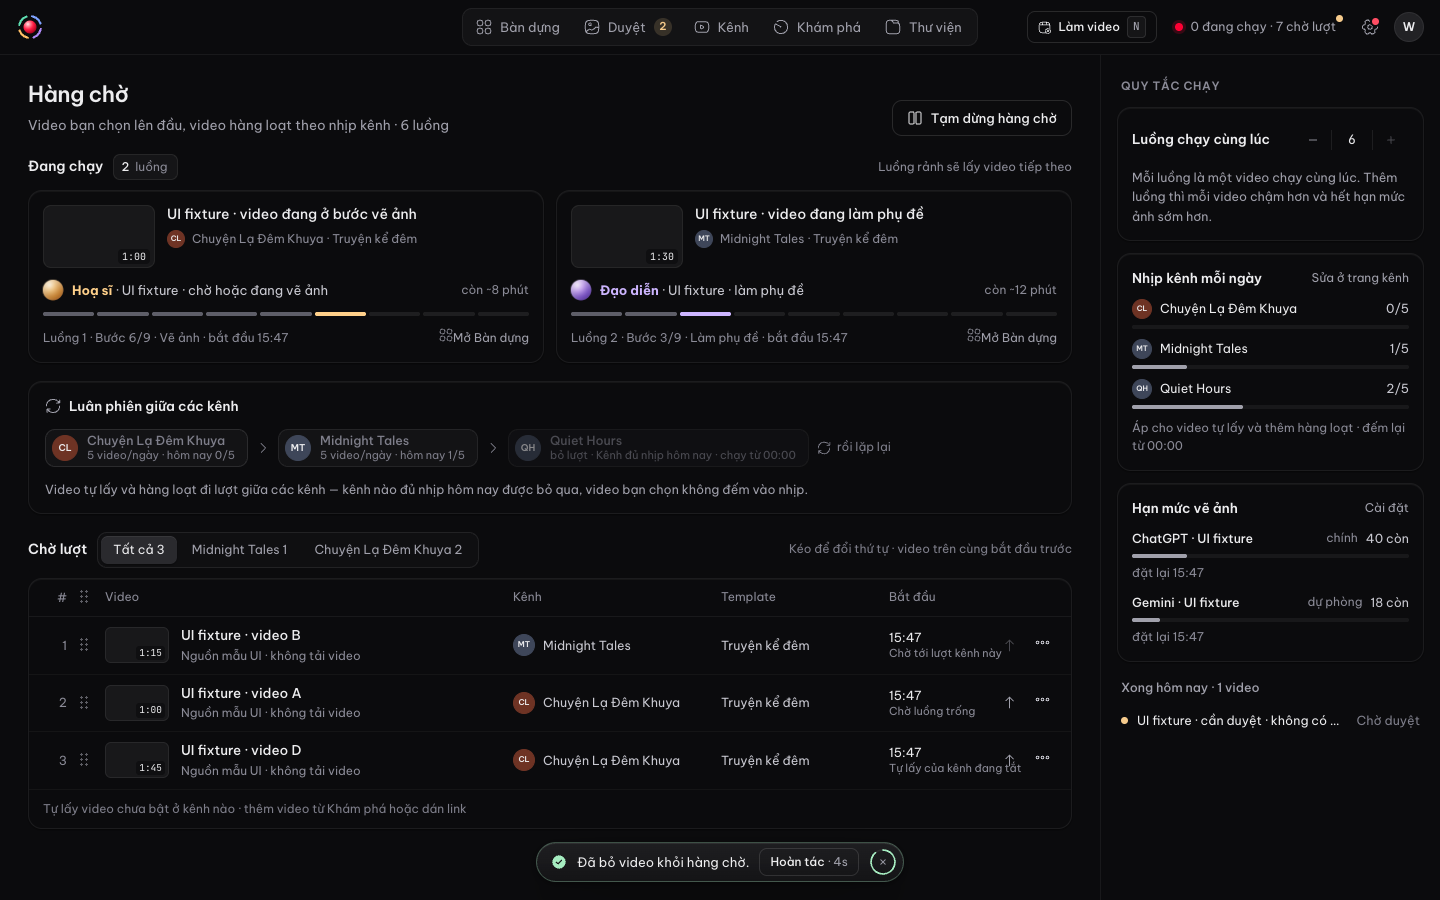 Bàn dựng
Duyệt 2
Kênh
Khám phá
Thư viện
Làm video N
0 đang chạy · 7 chờ lượt
W
Hàng chờ
Video bạn chọn lên đầu, video hàng loạt theo nhịp kênh · 6 luồng
Tạm dừng hàng chờ
Đang chạy 2 luồng
Luồng rảnh sẽ lấy video tiếp theo
1:00
UI fixture · video đang ở bước vẽ ảnh
CL Chuyện Lạ Đêm Khuya · Truyện kể đêm
Hoạ sĩ · UI fixture · chờ hoặc đang vẽ ảnh
còn ~8 phút
Luồng 1 · Bước 6/9 · Vẽ ảnh · bắt đầu 15:47
Mở Bàn dựng
1:30
UI fixture · video đang làm phụ đề
MT Midnight Tales · Truyện kể đêm
Đạo diễn · UI fixture · làm phụ đề
còn ~12 phút
Luồng 2 · Bước 3/9 · Làm phụ đề · bắt đầu 15:47
Mở Bàn dựng
Luân phiên giữa các kênh
CL Chuyện Lạ Đêm Khuya
5 video/ngày · hôm nay 0/5
MT Midnight Tales
5 video/ngày · hôm nay 1/5
QH Quiet Hours
bỏ lượt · Kênh đủ nhịp hôm nay · chạy từ 00:00
rồi lặp lại
Video tự lấy và hàng loạt đi lượt giữa các kênh — kênh nào đủ nhịp hôm nay được bỏ qua, video bạn chọn không đếm vào nhịp.
Chờ lượt
Tất cả 3
Midnight Tales 1
Chuyện Lạ Đêm Khuya 2
Kéo để đổi thứ tự · video trên cùng bắt đầu trước
# Video Kênh Template Bắt đầu
1 1:15 UI fixture · video B
Nguồn mẫu UI · không tải video
MT Midnight Tales
Truyện kể đêm
15:47
Chờ tới lượt kênh này
2 1:00 UI fixture · video A
Nguồn mẫu UI · không tải video
CL Chuyện Lạ Đêm Khuya
Truyện kể đêm
15:47
Chờ luồng trống
3 1:45 UI fixture · video D
Nguồn mẫu UI · không tải video
CL Chuyện Lạ Đêm Khuya
Truyện kể đêm
15:47
Tự lấy của kênh đang tắt
Tự lấy video chưa bật ở kênh nào · thêm video từ Khám phá hoặc dán link
Đã bỏ video khỏi hàng chờ.
Hoàn tác · 4s
QUY TẮC CHẠY
Luồng chạy cùng lúc
− 6 +
Mỗi luồng là một video chạy cùng lúc. Thêm
luồng thì mỗi video chậm hơn và hết hạn mức
ảnh sớm hơn.
Nhịp kênh mỗi ngày
Sửa ở trang kênh
CL Chuyện Lạ Đêm Khuya 0/5
MT Midnight Tales 1/5
QH Quiet Hours 2/5
Áp cho video tự lấy và thêm hàng loạt · đếm lại
từ 00:00
Hạn mức vẽ ảnh
Cài đặt
ChatGPT · UI fixture chính 40 còn
đặt lại 15:47
Gemini · UI fixture dự phòng 18 còn
đặt lại 15:47
Xong hôm nay · 1 video
UI fixture · cần duyệt · không có ...
Chờ duyệt